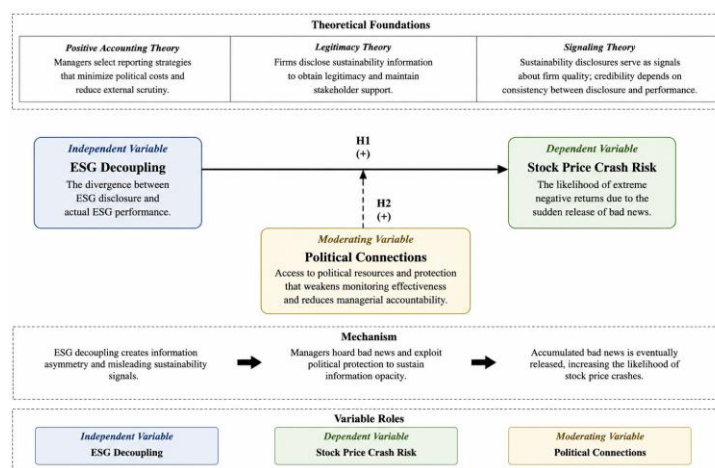 Theoretical Foundations
Positive Accounting Theory
Managers select reporting strategies
that minimize political costs and
reduce external scrutiny.
Legitimacy Theory
Firms disclose sustainability information
to obtain legitimacy and maintain
stakeholder support.
Signaling Theory
Sustainability disclosures serve as signals
about firm quality; credibility depends on
consistency between disclosure and performance.
Independent Variable
ESG Decoupling
The divergence between
ESG disclosure and
actual ESG performance.
H1
(+)
Dependent Variable
Stock Price Crash Risk
The likelihood of extreme
negative returns due to the
sudden release of bad news.
H2
(+)
Moderating Variable
Political Connections
Access to political resources and protection
that weakens monitoring effectiveness
and reduces managerial accountability.
Mechanism
ESG decoupling creates information
asymmetry and misleading sustainability
signals.
Managers hoard bad news and exploit
political protection to sustain
information opacity.
Accumulated bad news is eventually
released, increasing the likelihood of
stock price crashes.
Variable Roles
Independent Variable
ESG Decoupling
Dependent Variable
Stock Price Crash Risk
Moderating Variable
Political Connections